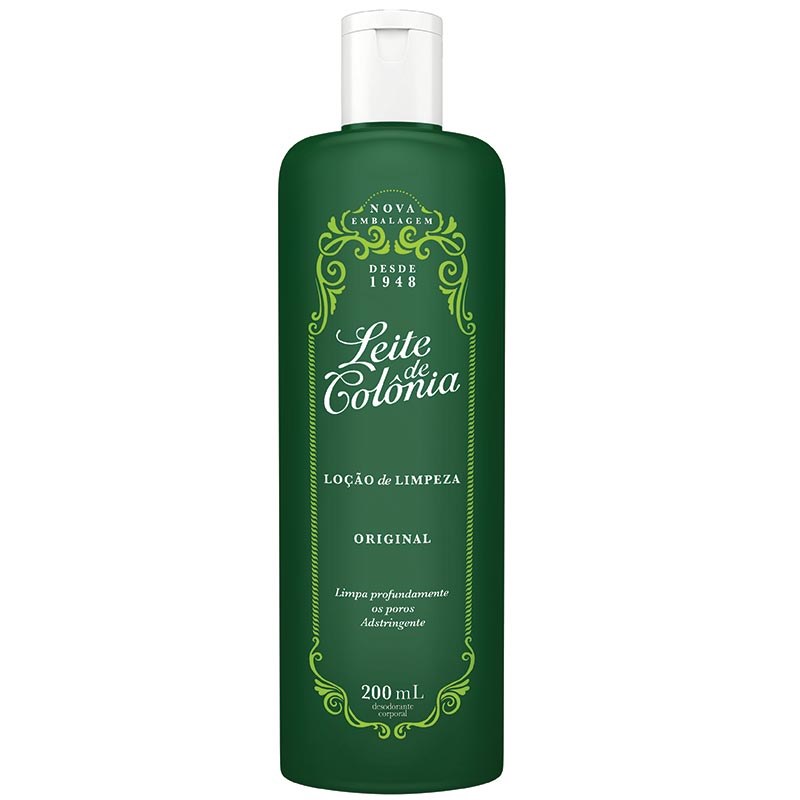 NOVA
EMBALAGEM
DESDE
1948
Leite
de
Colônia
LOÇÃO de LIMPEZA
ORIGINAL
Limpa profundamente
os poros
Adstringente
200 mL
desodorante
corporal